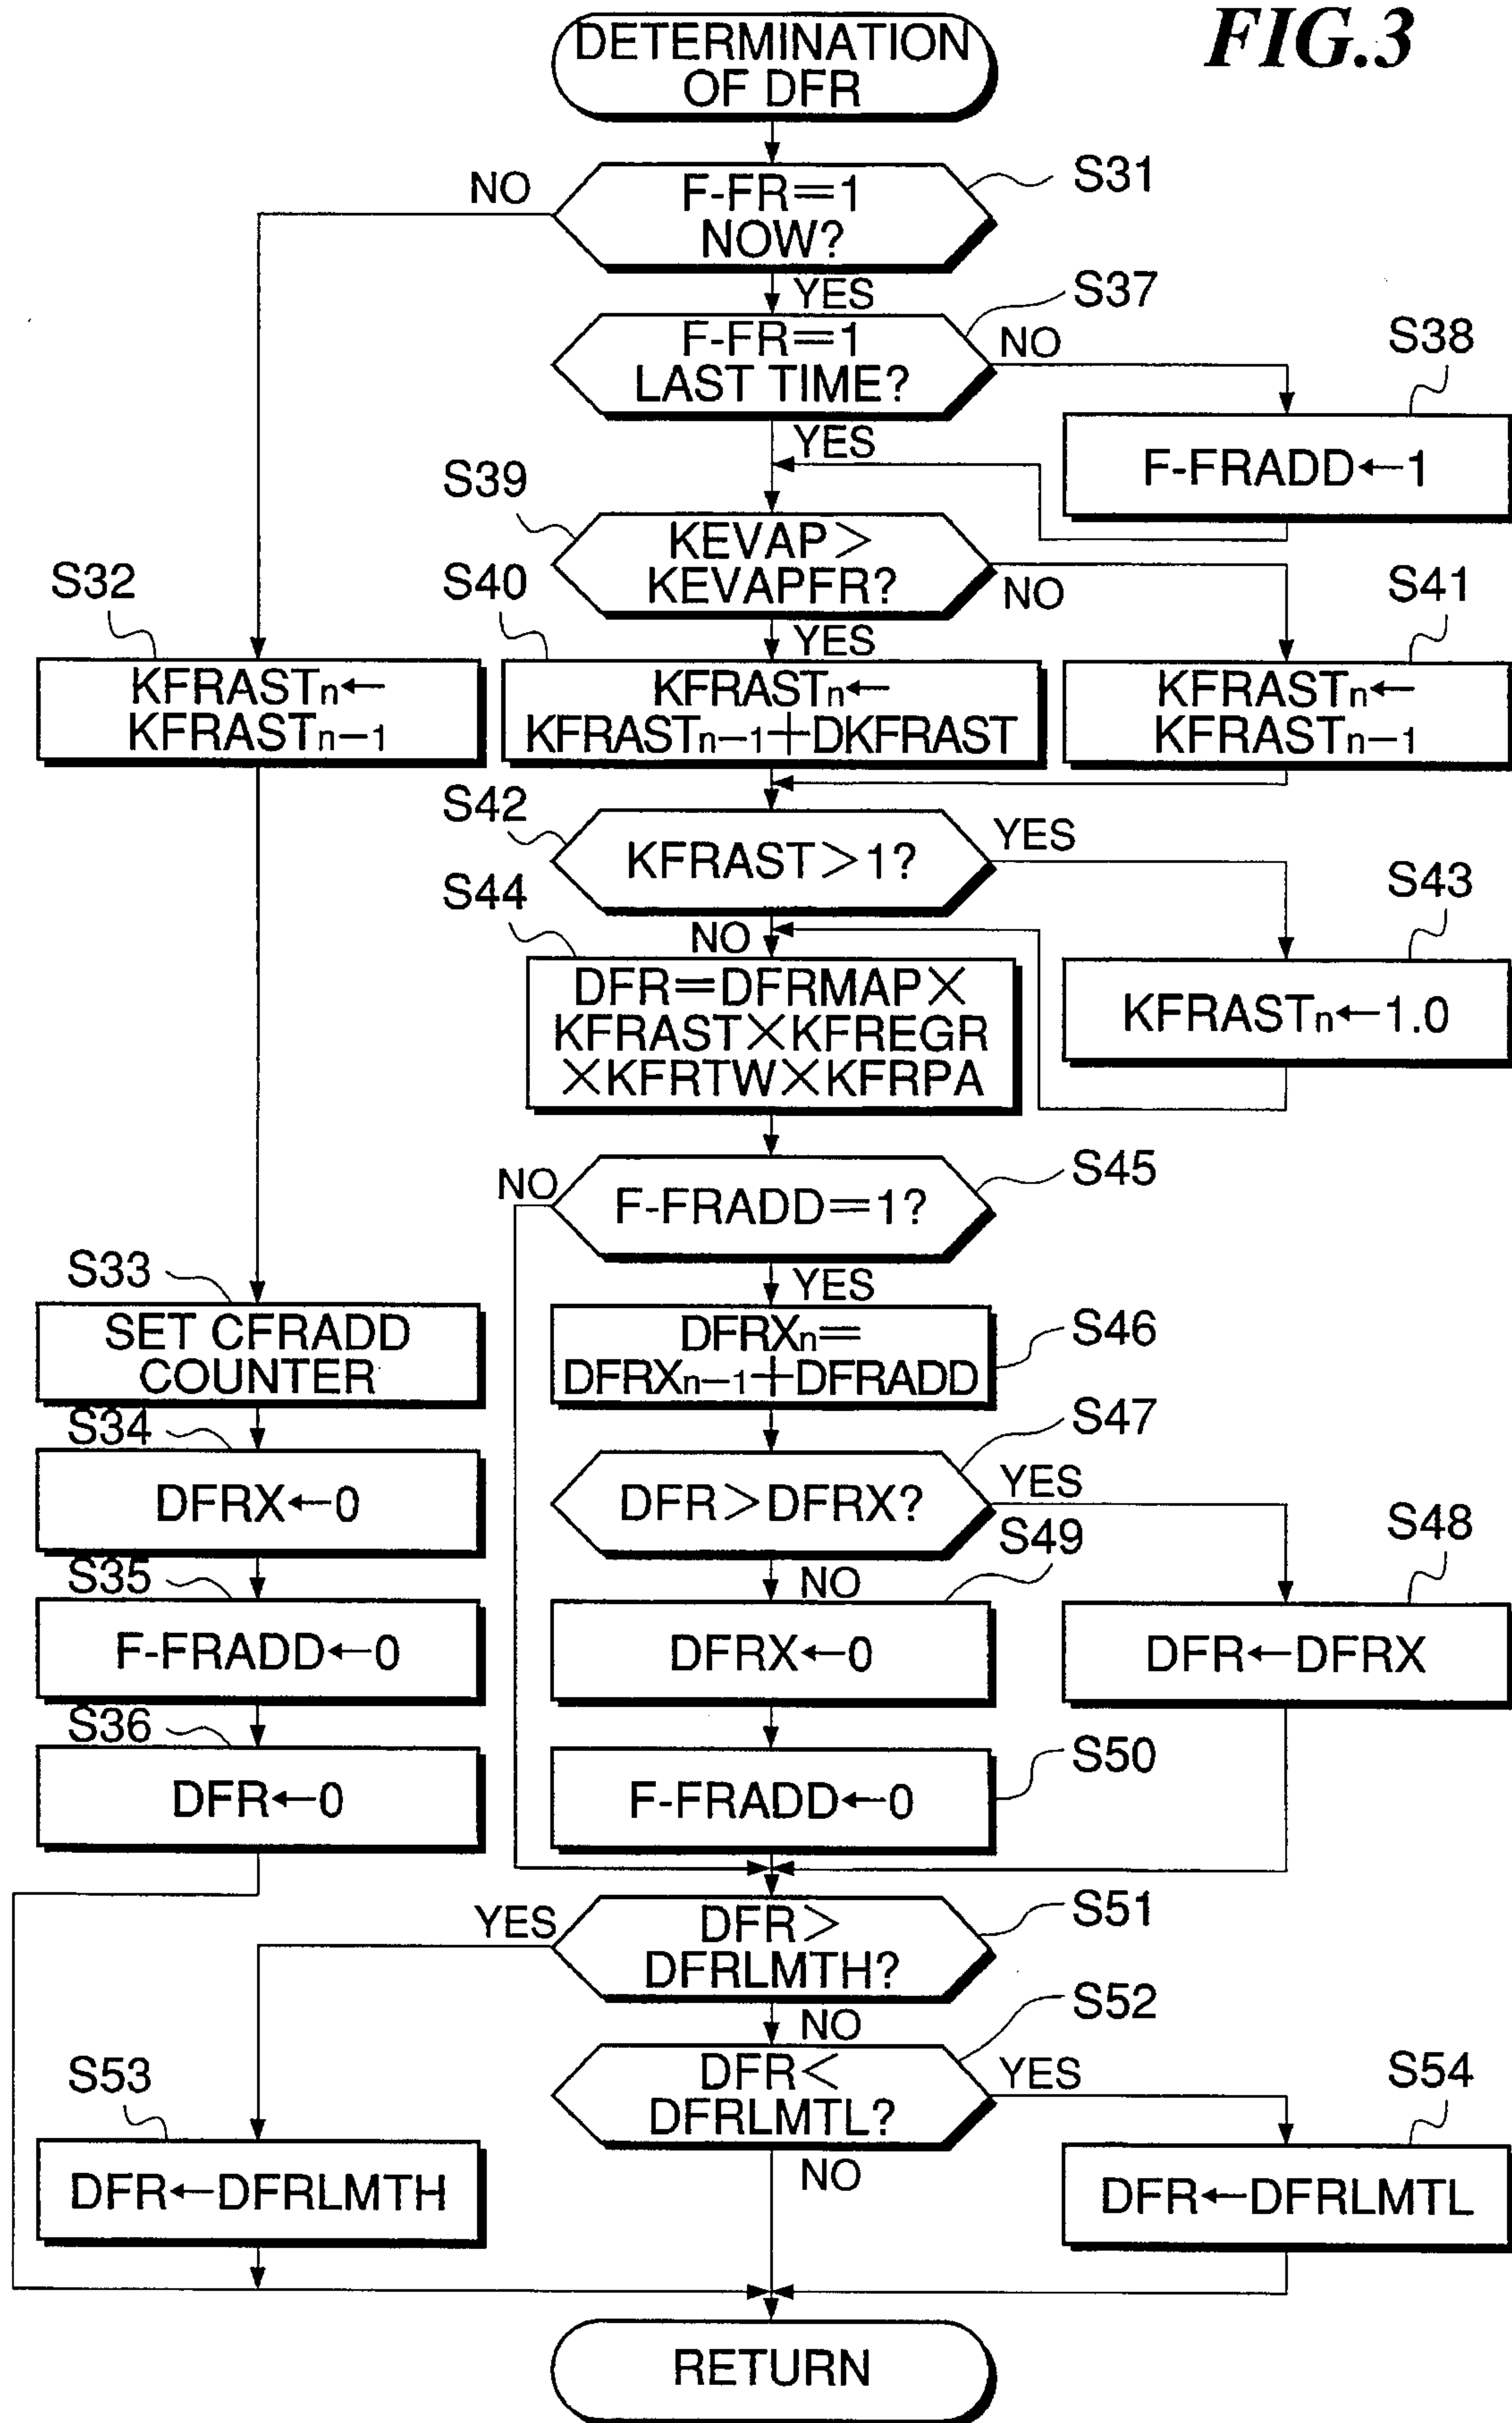 FIG.3
DETERMINATION
OF DFR
S31
NO
F-FR=1
NOW?
YES
S37
F-FR=1
LAST TIME?
NO
S38
YES
F-FRADD←1
S39
KEVAP>
KEVAPFR?
NO
S32
S40
YES
S41
KFRASTn←
KFRASTn-1
KFRASTn←
KFRASTn-1+DKFRAST
KFRASTn←
KFRASTn-1
S42
KFRAST>1?
YES
S43
S44
NO
DFR=DFRMAP×
KFRAST×KFREGR
×KFRTW×KFRPA
KFRASTn←1.0
S45
NO
F-FRADD=1?
YES
S33
SET CFRADD
COUNTER
DFRXn=
DFRXn-1+DFRADD
S46
S34
DFRX←0
S47
DFR>DFRX?
YES
S48
S49
NO
S35
F-FRADD←0
DFRX←0
DFR←DFRX
S36
DFR←0
S50
F-FRADD←0
S51
YES
DFR>
DFRLMTH?
NO
S52
DFR<
DFRLMTL?
YES
S53
S54
NO
DFR←DFRLMTH
DFR←DFRLMTL
RETURN